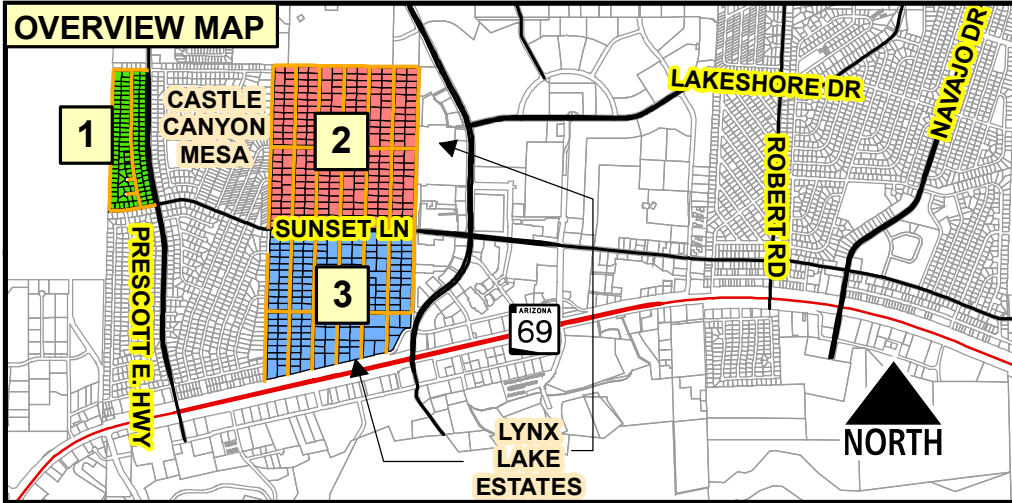 OVERVIEW MAP
1
CASTLE
CANYON
MESA
2
LAKESHORE DR
NAVAJO DR
ROBERT RD
SUNSET LN
PRESCOTT E. HWY
3
ARIZONA
69
LYNX
LAKE
ESTATES
NORTH